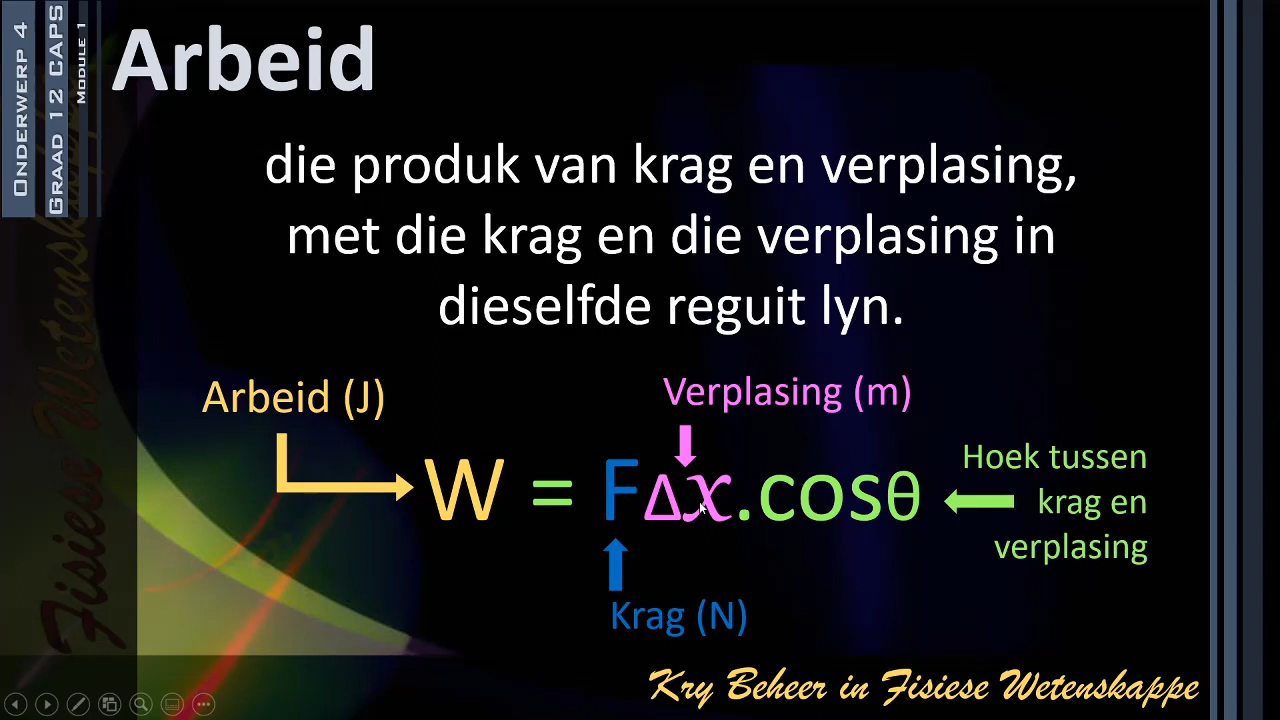 Onderwerp 4
Graad 12 CAPS
Module 1
Fisiese Wetenskappe
Arbeid
die produk van krag en verplasing,
met die krag en die verplasing in
dieselfde reguit lyn.
Arbeid (J)
Verplasing (m)
W = FΔx.cosθ
Hoek tussen
krag en
verplasing
Krag (N)
Kry Beheer in Fisiese Wetenskappe